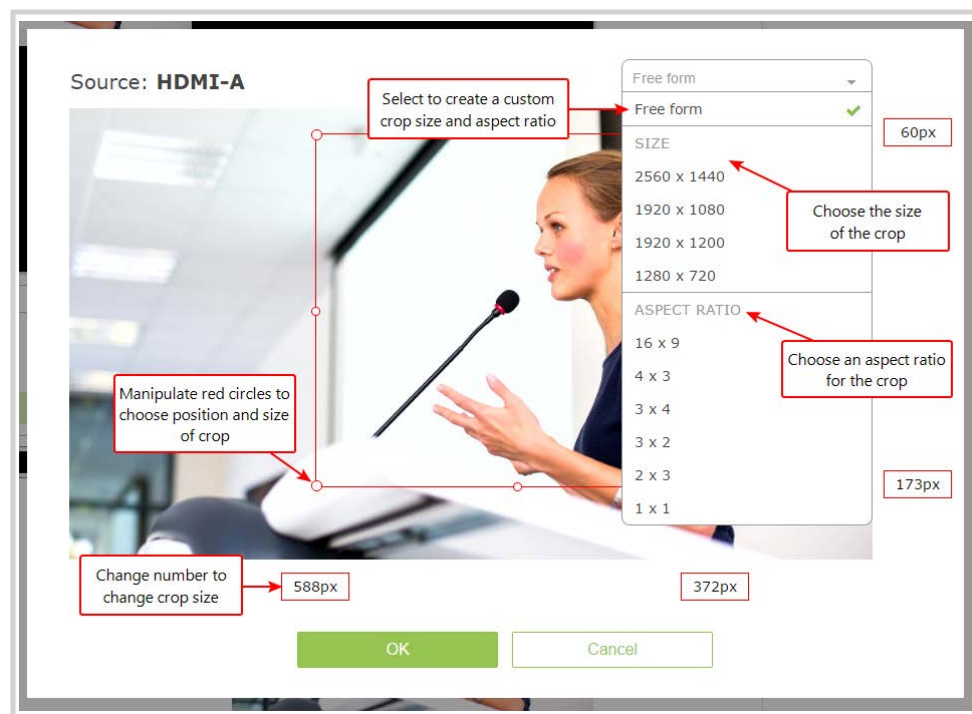 Source: HDMI-A
Select to create a custom
crop size and aspect ratio
Free form
Free form
60px
SIZE
2560 x 1440
1920 x 1080
1920 x 1200
1280 x 720
Choose the size
of the crop
ASPECT RATIO
16 x 9
4 x 3
3 x 4
3 x 2
2 x 3
1 x 1
Choose an aspect ratio
for the crop
Manipulate red circles to
choose position and size
of crop
173px
Change number to
change crop size
588px
372px
OK
Cancel